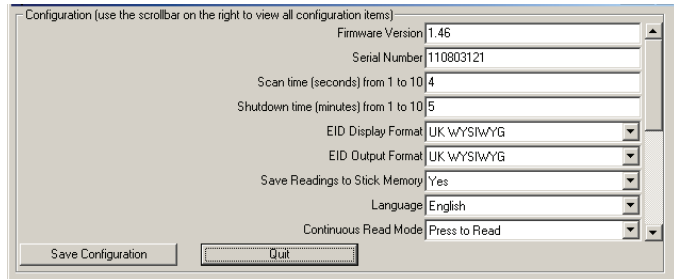 Configuration (use the scrollbar on the right to view all configuration items)
Firmware Version 1.46
Serial Number 110803121
Scan time (seconds) from 1 to 10 4
Shutdown time (minutes) from 1 to 10 5
EID Display Format UK WYSIWYG
EID Output Format UK WYSIWYG
Save Readings to Stick Memory Yes
Language English
Continuous Read Mode Press to Read
Save Configuration Quit